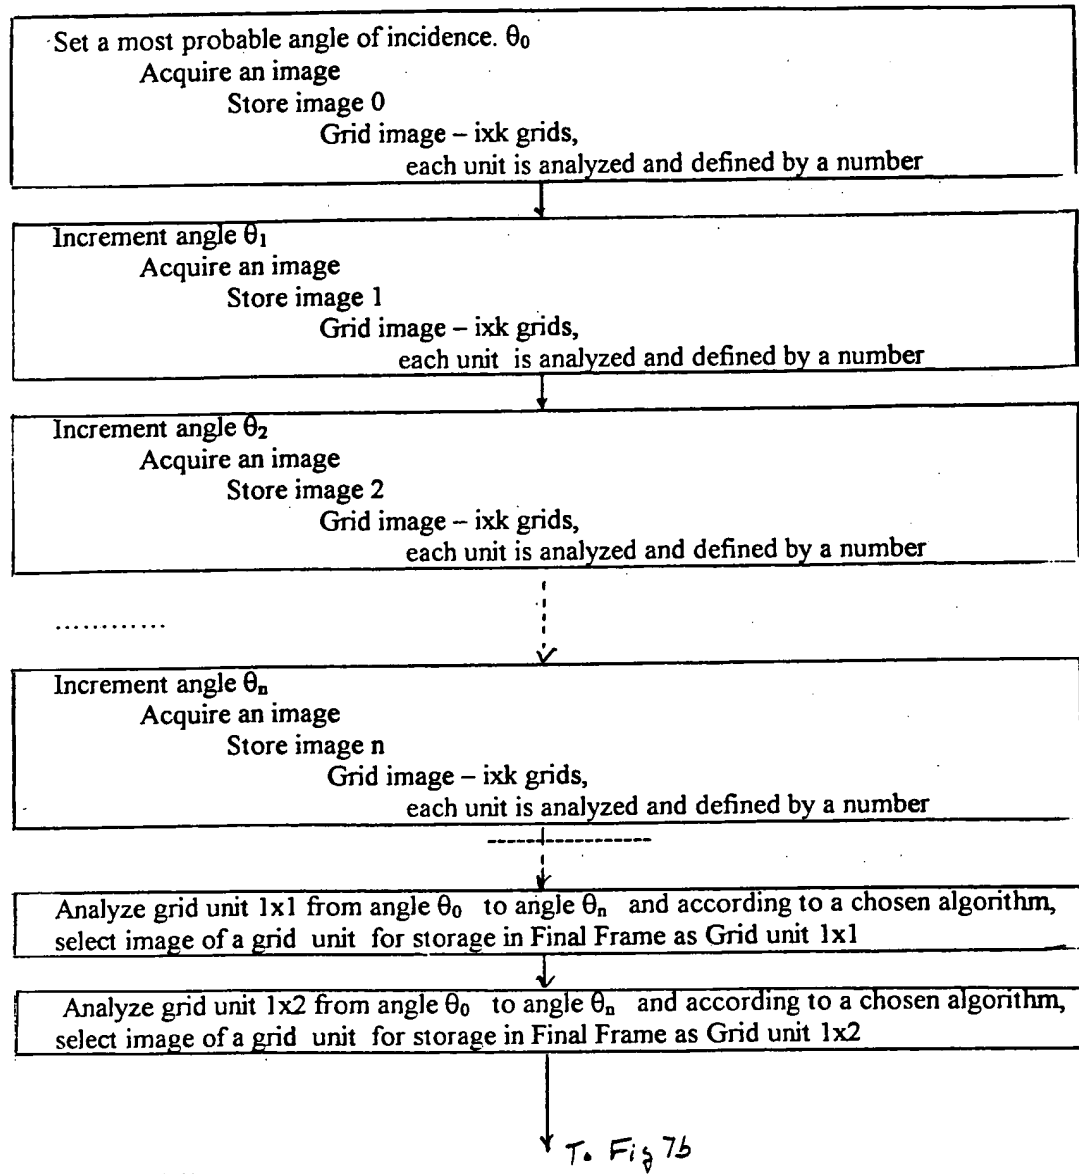 Set a most probable angle of incidence. θ₀
Acquire an image
Store image 0
Grid image – ixk grids,
each unit is analyzed and defined by a number
Increment angle θ₁
Acquire an image
Store image 1
Grid image – ixk grids,
each unit is analyzed and defined by a number
Increment angle θ₂
Acquire an image
Store image 2
Grid image – ixk grids,
each unit is analyzed and defined by a number
............
Increment angle θₙ
Acquire an image
Store image n
Grid image – ixk grids,
each unit is analyzed and defined by a number
Analyze grid unit 1x1 from angle θ₀ to angle θₙ and according to a chosen algorithm,
select image of a grid unit for storage in Final Frame as Grid unit 1x1
Analyze grid unit 1x2 from angle θ₀ to angle θₙ and according to a chosen algorithm,
select image of a grid unit for storage in Final Frame as Grid unit 1x2
To Fig 7b